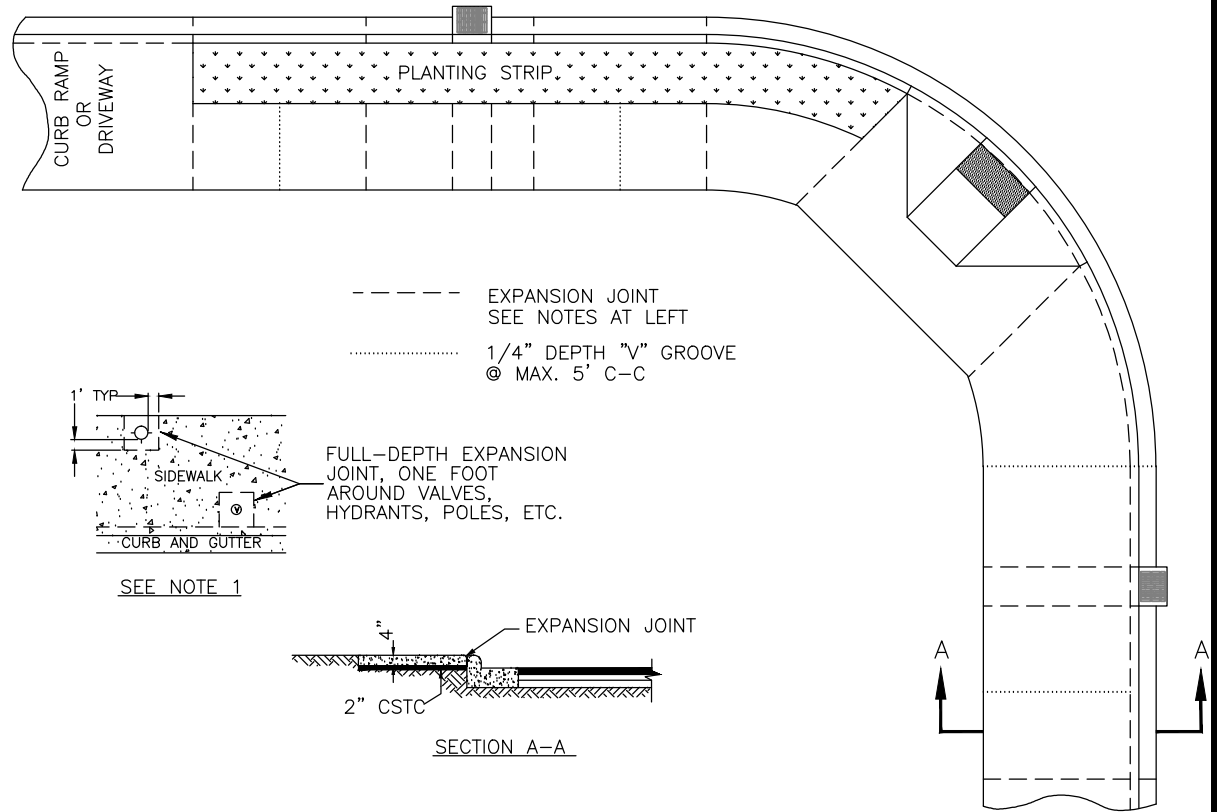 CURB RAMP
OR
DRIVEWAY
PLANTING STRIP
EXPANSION JOINT
SEE NOTES AT LEFT
1/4" DEPTH "V" GROOVE
@ MAX. 5' C-C
1' TYP
SIDEWALK
V
CURB AND GUTTER
FULL-DEPTH EXPANSION
JOINT, ONE FOOT
AROUND VALVES,
HYDRANTS, POLES, ETC.
SEE NOTE 1
4"
EXPANSION JOINT
2" CSTC
SECTION A-A
A
A